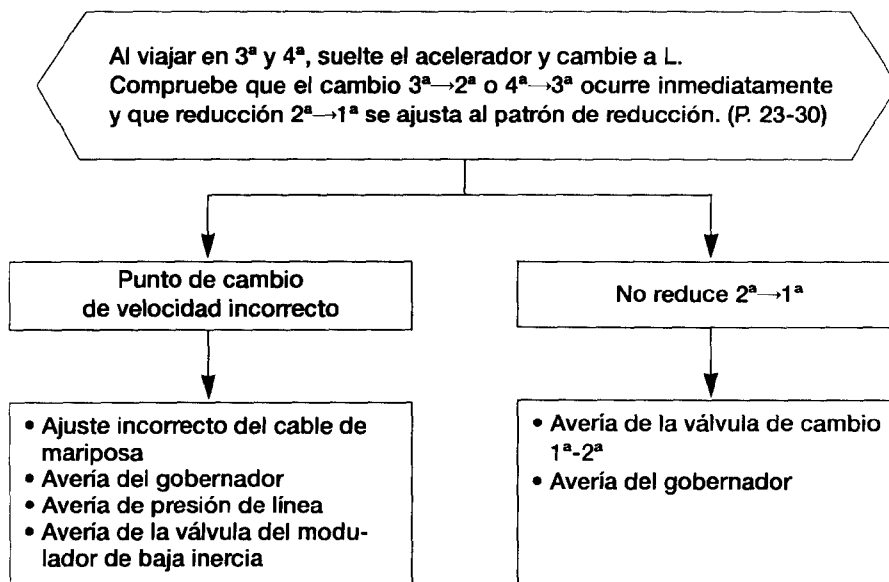 Al viajar en 3ª y 4ª, suelte el acelerador y cambie a L.
Compruebe que el cambio 3ª→2ª o 4ª→3ª ocurre inmediatamente
y que reducción 2ª→1ª se ajusta al patrón de reducción. (P. 23-30)
Punto de cambio
de velocidad incorrecto
No reduce 2ª→1ª
• Ajuste incorrecto del cable de
mariposa
• Avería del gobernador
• Avería de presión de línea
• Avería de la válvula del modu-
lador de baja inercia
• Avería de la válvula de cambio
1ª-2ª
• Avería del gobernador